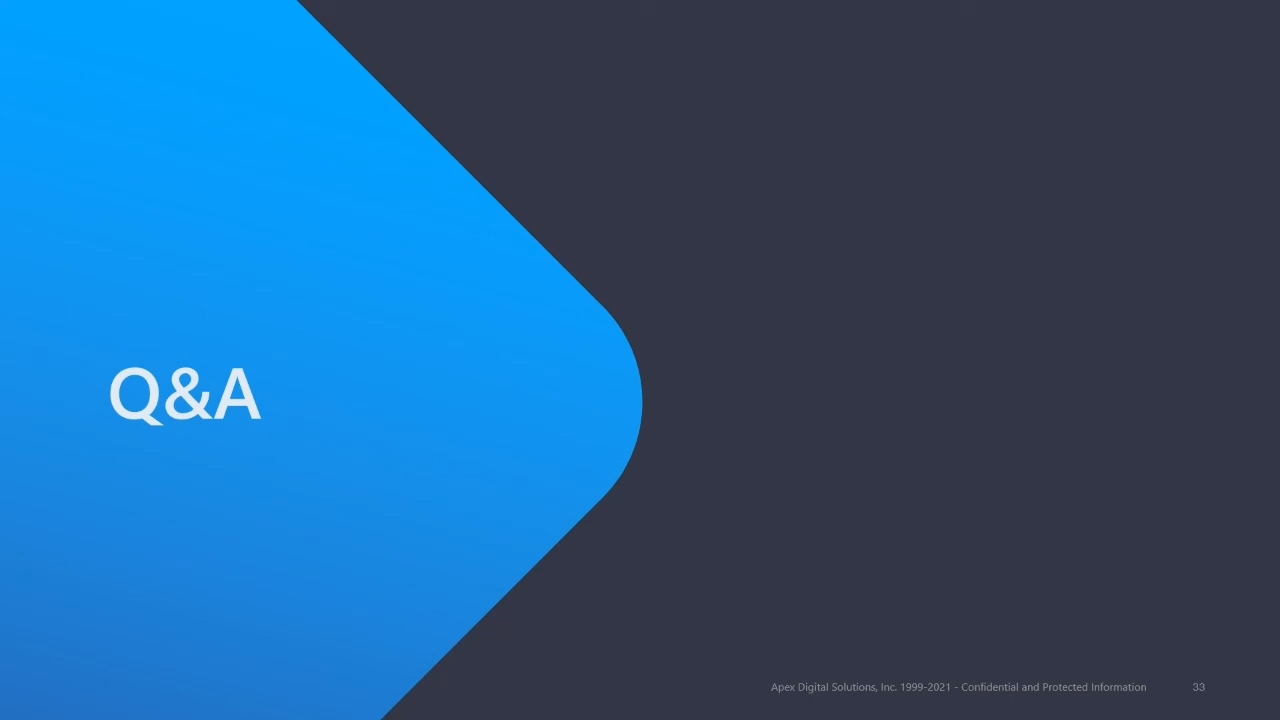 Q&A
Apex Digital Solutions, Inc. 1999-2021 - Confidential and Protected Information 33